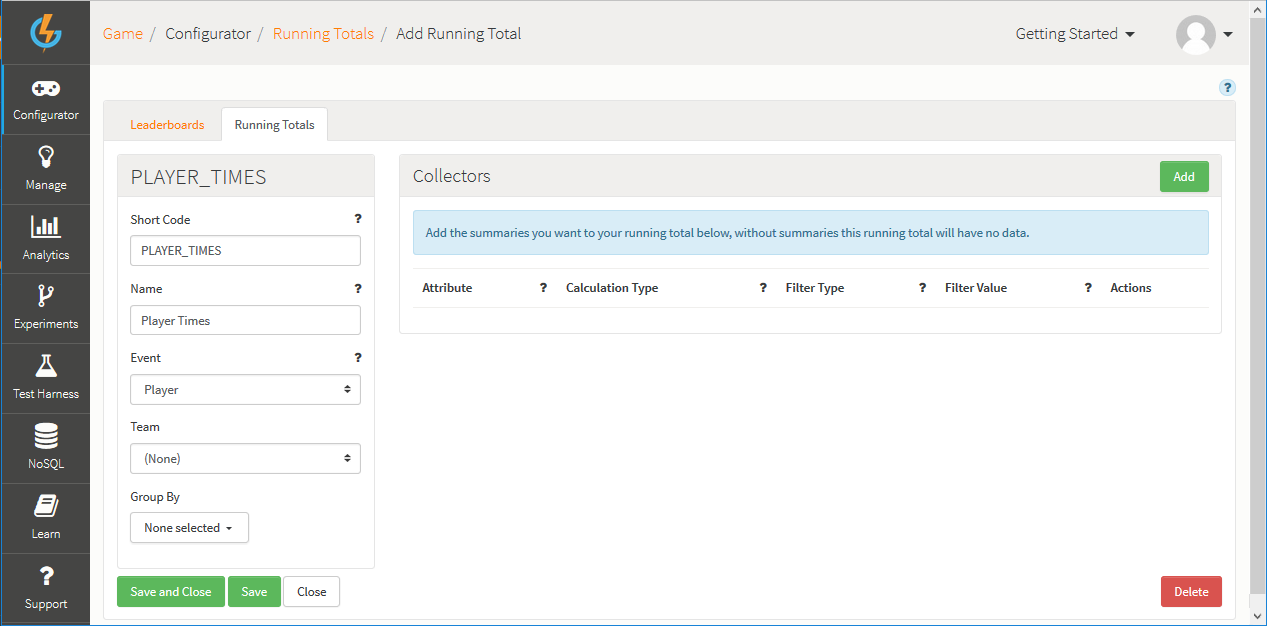 Game / Configurator / Running Totals / Add Running Total
Getting Started
Configurator
Manage
Analytics
Experiments
Test Harness
NoSQL
Learn
? Support
?
Leaderboards
Running Totals
PLAYER_TIMES
Short Code ?
PLAYER_TIMES
Name ?
Player Times
Event ?
Player
Team
(None)
Group By
None selected
Save and Close
Save
Close
Collectors
Add
Add the summaries you want to your running total below, without summaries this running total will have no data.
Attribute ? Calculation Type ? Filter Type ? Filter Value ? Actions
Delete